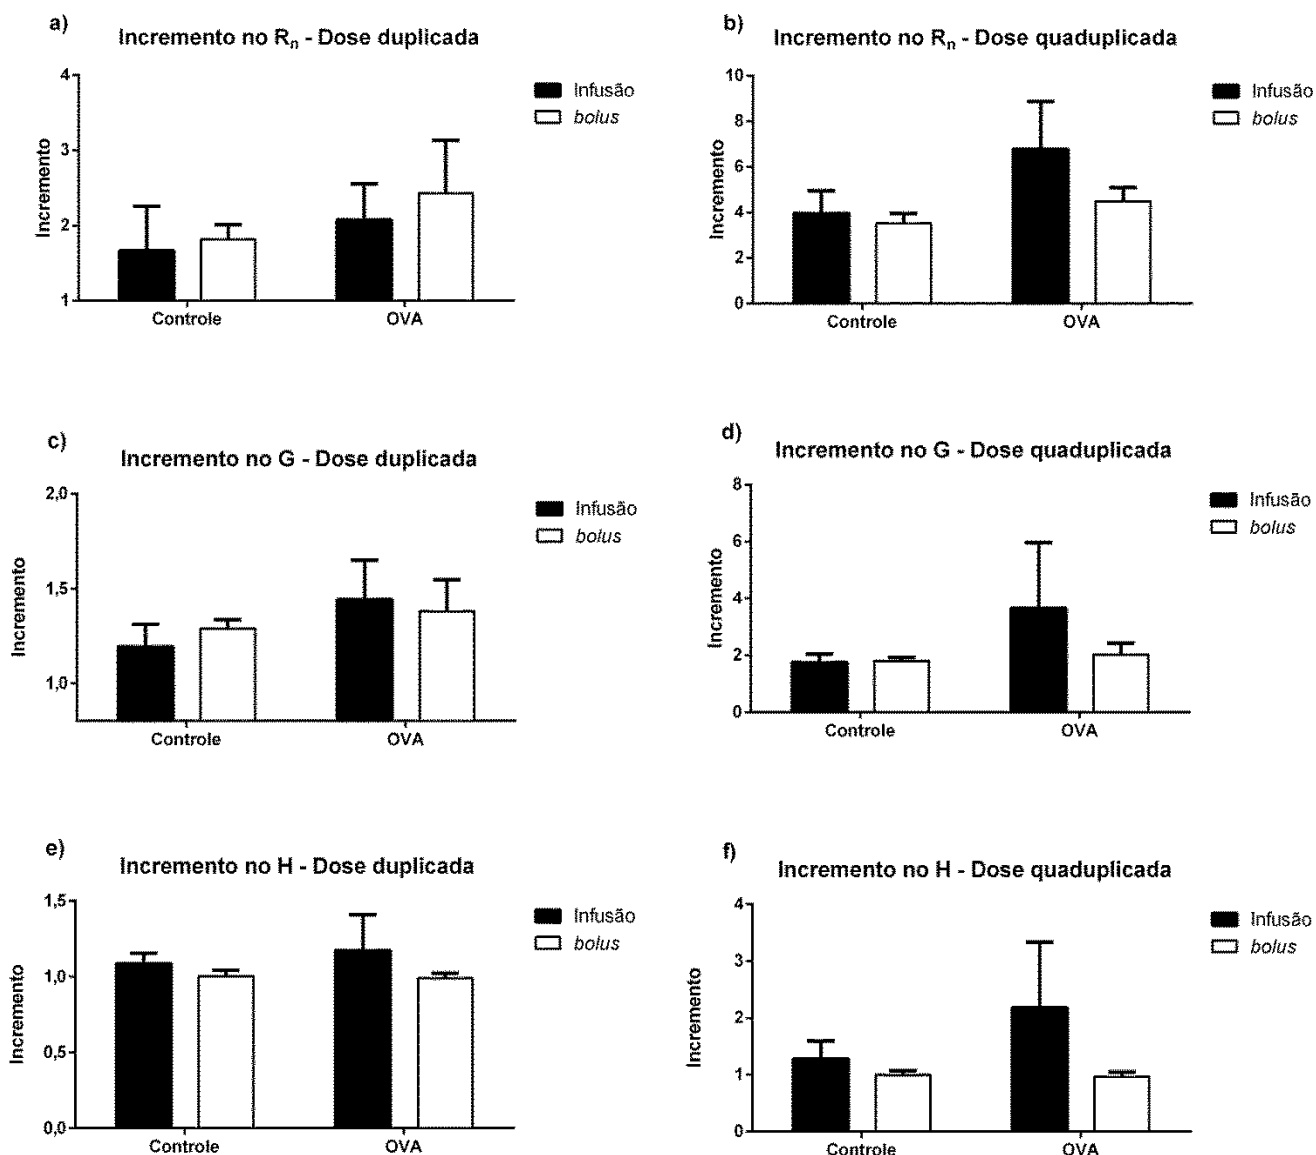 a)
Incremento no Rn - Dose duplicada
4
3
2
1
Incremento
Controle
OVA
Infusão
bolus
b)
Incremento no Rn - Dose quaduplicada
10
8
6
4
2
0
Incremento
Controle
OVA
Infusão
bolus
c)
Incremento no G - Dose duplicada
2,0
1,5
1,0
Incremento
Controle
OVA
Infusão
bolus
d)
Incremento no G - Dose quaduplicada
8
6
4
2
0
Incremento
Controle
OVA
Infusão
bolus
e)
Incremento no H - Dose duplicada
1,5
1,0
0,5
0,0
Incremento
Controle
OVA
Infusão
bolus
f)
Incremento no H - Dose quaduplicada
4
3
2
1
0
Incremento
Controle
OVA
Infusão
bolus